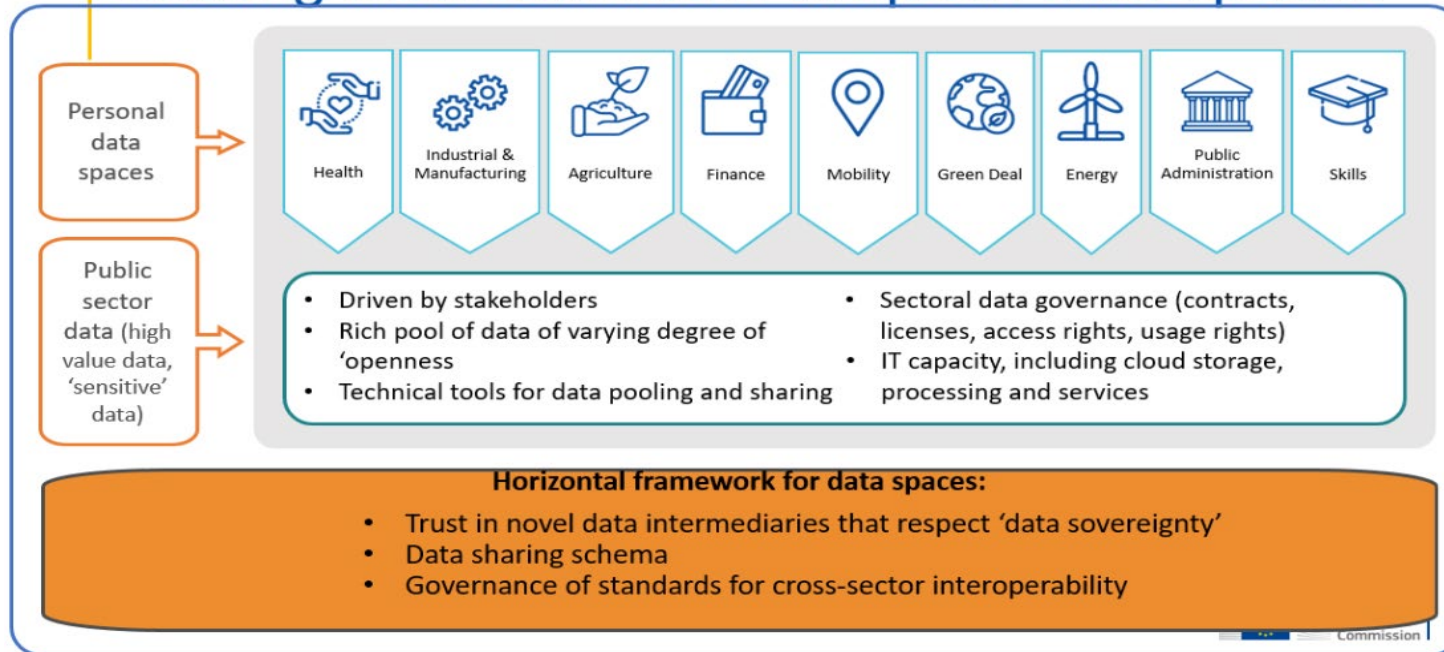 Personal
data
spaces
Public
sector
data (high
value data,
‘sensitive’
data)
Health
Industrial &
Manufacturing
Agriculture
Finance
Mobility
Green Deal
Energy
Public
Administration
Skills
• Driven by stakeholders
• Rich pool of data of varying degree of
‘openness
• Technical tools for data pooling and sharing
• Sectoral data governance (contracts,
licenses, access rights, usage rights)
• IT capacity, including cloud storage,
processing and services
Horizontal framework for data spaces:
• Trust in novel data intermediaries that respect ‘data sovereignty’
• Data sharing schema
• Governance of standards for cross-sector interoperability
Commission